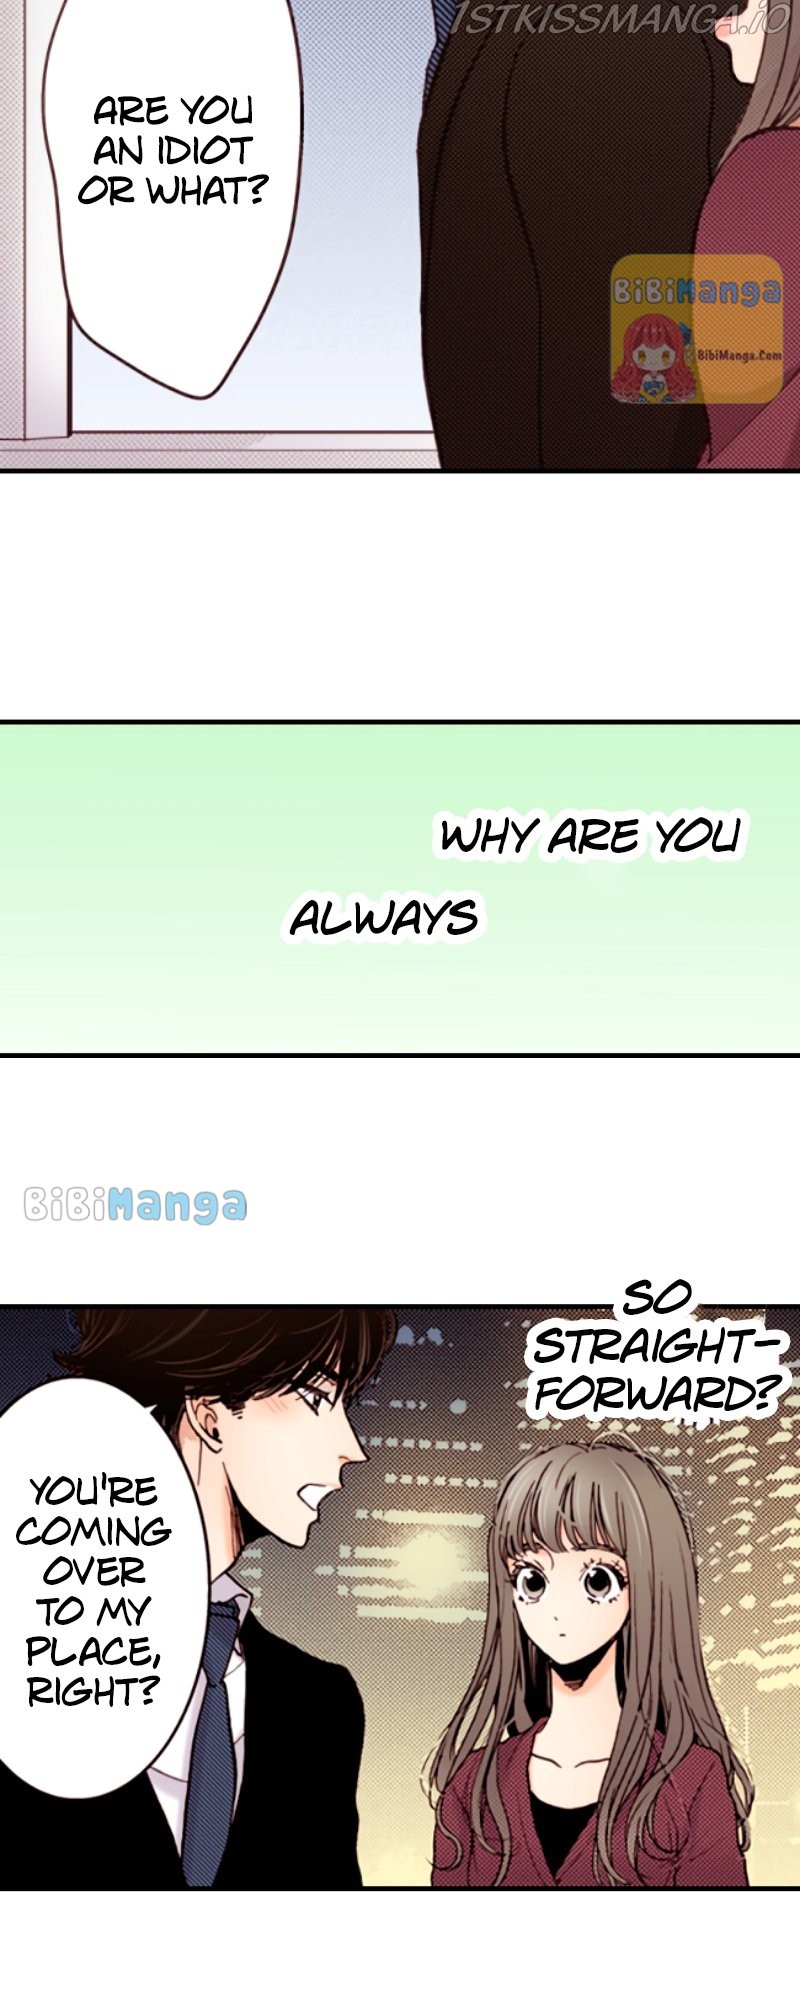 1STKISSMANGA.iO
ARE YOU
AN IDIOT
OR WHAT?
BiBiManga
BibiManga.Com
WHY ARE YOU
ALWAYS
BiBiManga
SO
STRAIGHT-
FORWARD?
YOU'RE
COMING
OVER
TO MY
PLACE,
RIGHT?